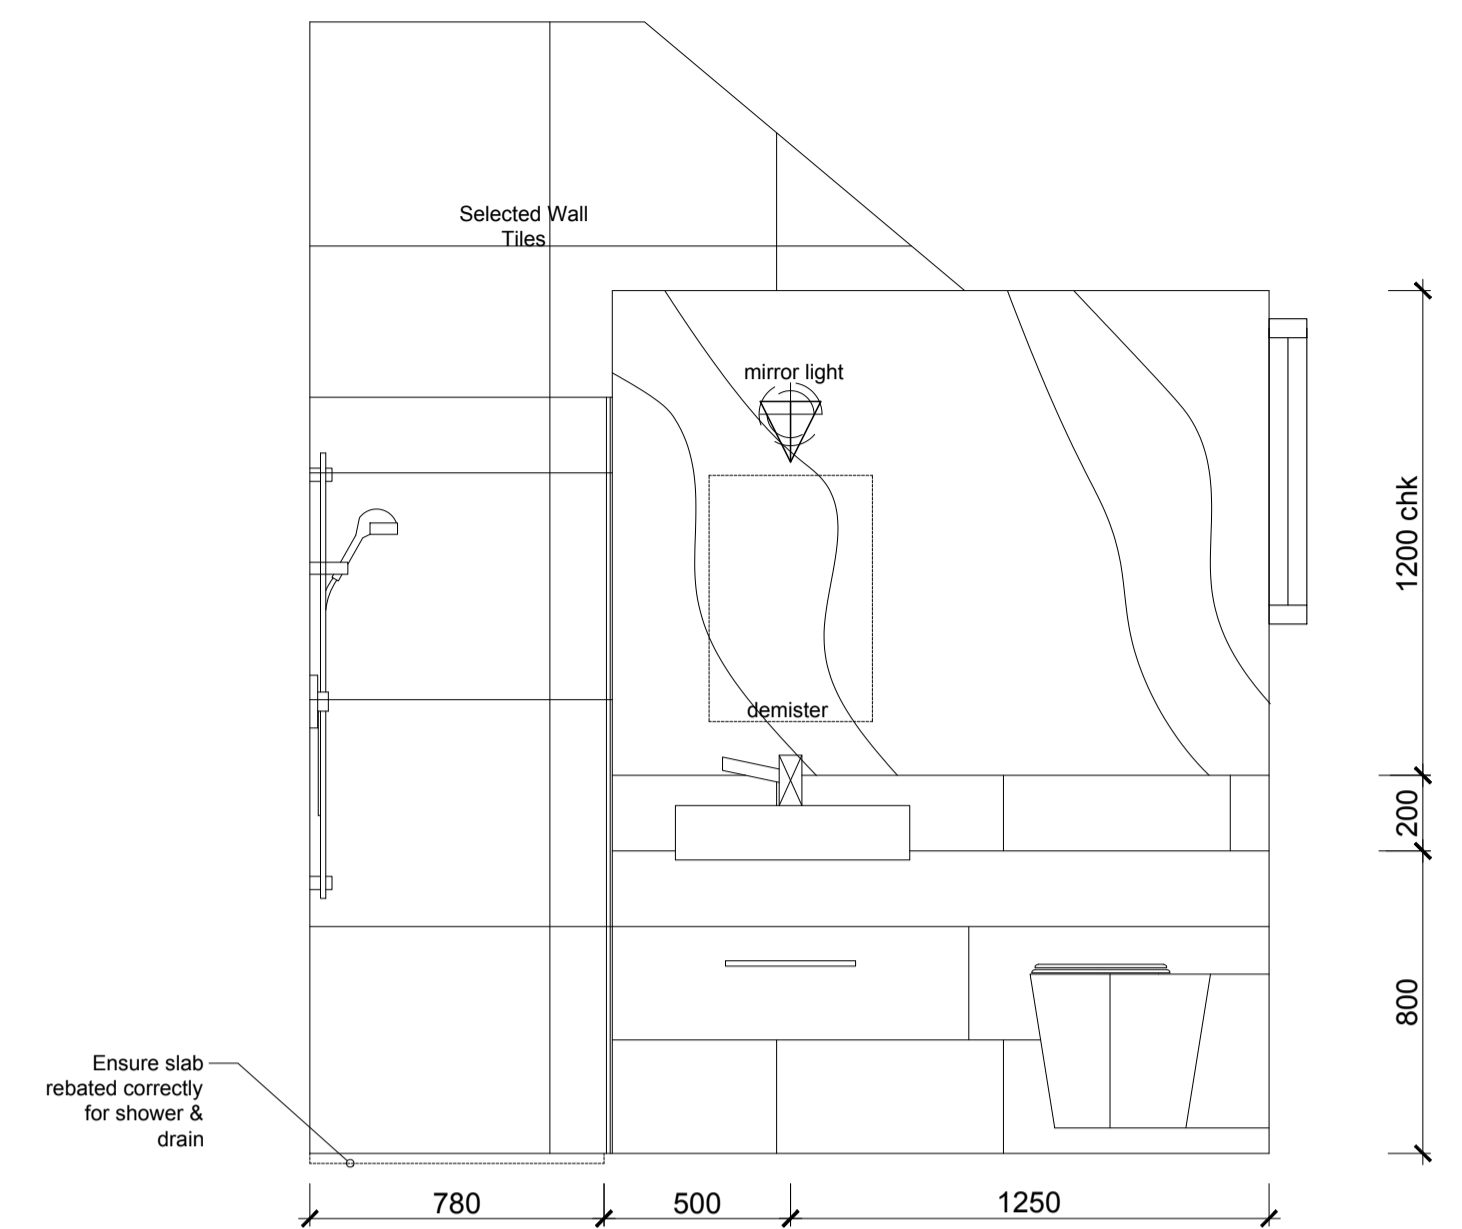 Selected Wall
Tiles
mirror light
demister
1200 chk
200
800
Ensure slab
rebated correctly
for shower &
drain
780
500
1250